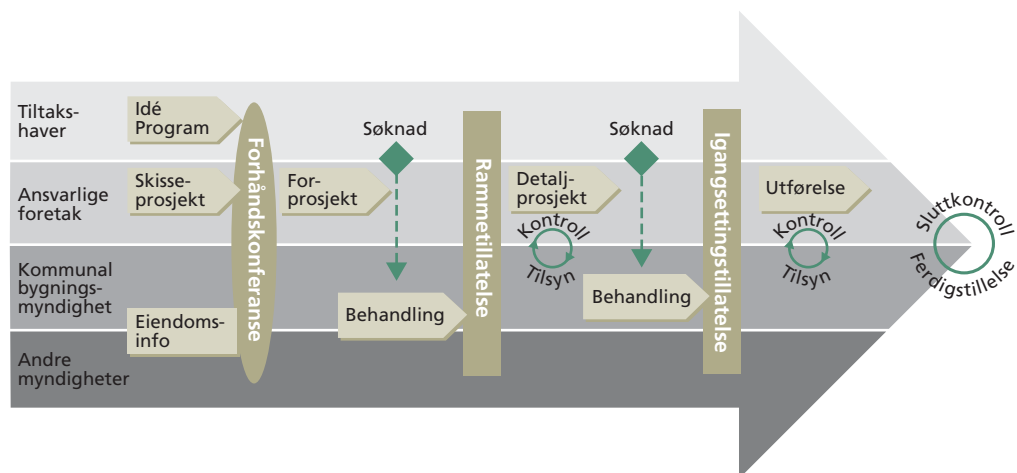 Tiltaks-
haver
Idé
Program
Forhåndskonferanse
Søknad
Rammetillatelse
Søknad
Igangsettingstillatelse
Ansvarlige
foretak
Skisse-
prosjekt
For-
prosjekt
Detalj-
prosjekt
Utførelse
Kontroll
Tilsyn
Kontroll
Tilsyn
Sluttkontroll
Ferdigstillelse
Kommunal
bygnings-
myndighet
Behandling
Behandling
Eiendoms-
info
Andre
myndigheter